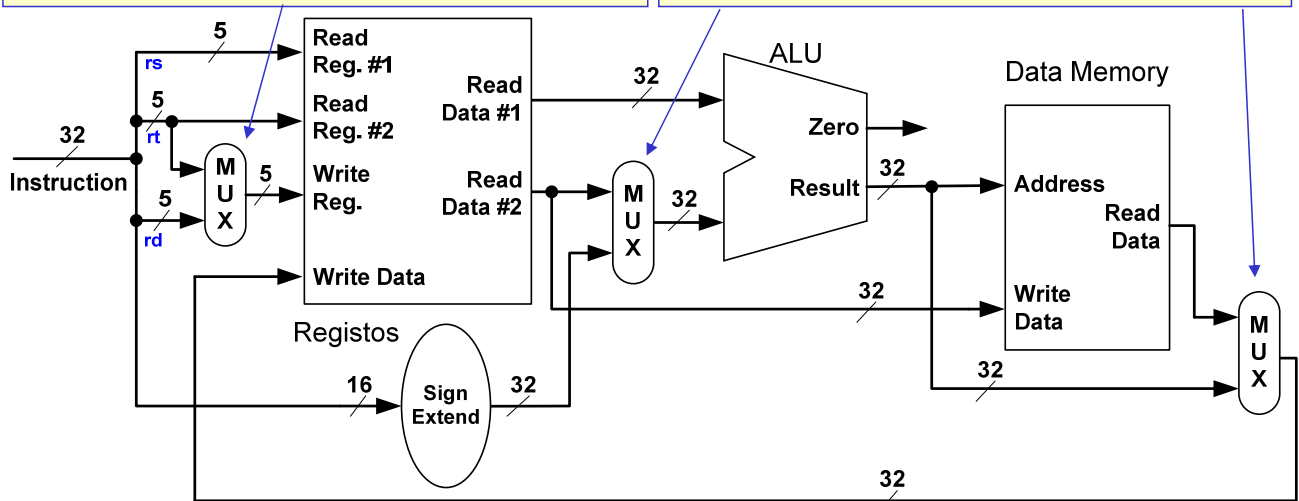 5
rs
5
rt
32
Instruction
5
rd
M
U
X
5
Read
Reg. #1
Read
Reg. #2
Write
Reg.
Write Data
Read
Data #1
Read
Data #2
Registos
16
Sign
Extend
32
32
M
U
X
32
ALU
Zero
Result
32
32
Data Memory
Address
Read
Data
Write
Data
32
M
U
X
32